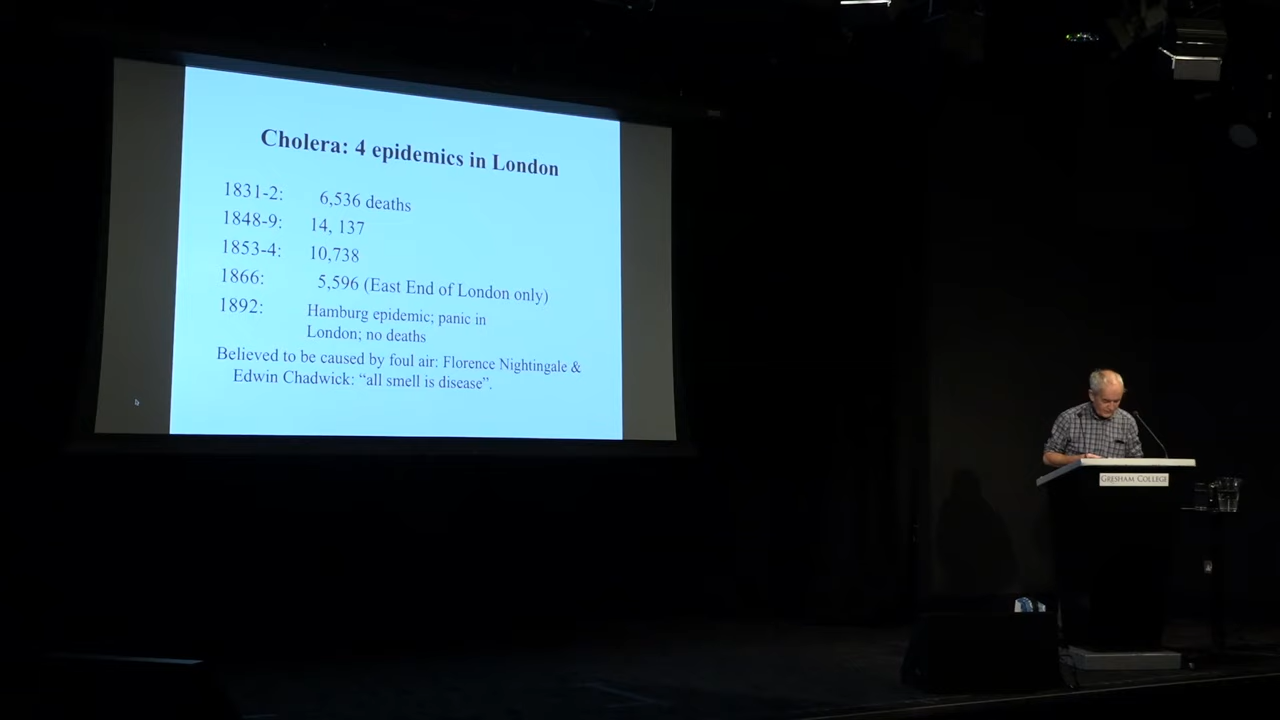 Cholera: 4 epidemics in London
1831-2: 6,536 deaths
1848-9: 14, 137
1853-4: 10,738
1866: 5,596 (East End of London only)
1892: Hamburg epidemic; panic in
London; no deaths
Believed to be caused by foul air: Florence Nightingale &
Edwin Chadwick: “all smell is disease”.
GRESHAM COLLEGE